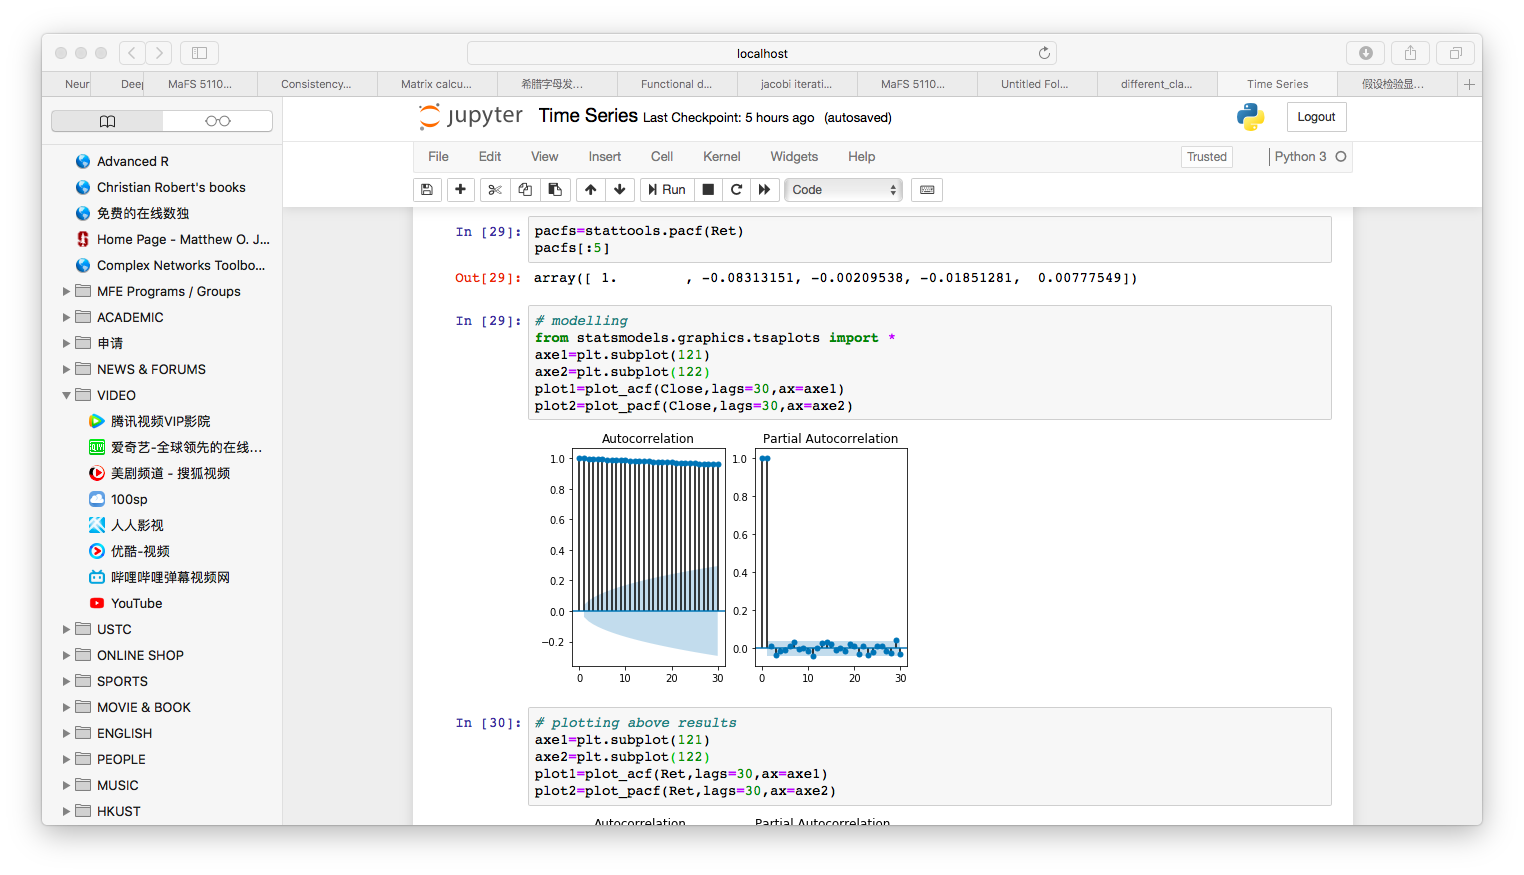 localhost
Neur
Deep
MaFS 5110...
Consistency...
Matrix calcu...
希腊字母发...
Functional d...
jacobi iterati...
MaFS 5110...
Untitled Fol...
different_cla...
Time Series
假设检验显...
jupyter Time Series Last Checkpoint: 5 hours ago (autosaved)
Logout
File Edit View Insert Cell Kernel Widgets Help
Trusted
Python 3
Run
Code
Advanced R
Christian Robert's books
免费的在线数独
Home Page - Matthew O. J...
Complex Networks Toolbo...
MFE Programs / Groups
ACADEMIC
申请
NEWS & FORUMS
VIDEO
腾讯视频VIP影院
爱奇艺-全球领先的在线...
美剧频道 - 搜狐视频
100sp
人人影视
优酷-视频
哔哩哔哩弹幕视频网
YouTube
USTC
ONLINE SHOP
SPORTS
MOVIE & BOOK
ENGLISH
PEOPLE
MUSIC
HKUST
In [29]: pacfs=stattools.pacf(Ret)
pacfs[:5]
Out[29]: array([ 1.        , -0.08313151, -0.00209538, -0.01851281,  0.00777549])
In [29]: # modelling
from statsmodels.graphics.tsaplots import *
axe1=plt.subplot(121)
axe2=plt.subplot(122)
plot1=plot_acf(Close,lags=30,ax=axe1)
plot2=plot_pacf(Close,lags=30,ax=axe2)
Autocorrelation
1.0
0.8
0.6
0.4
0.2
0.0
−0.2
0 10 20 30
Partial Autocorrelation
1.0
0.8
0.6
0.4
0.2
0.0
0 10 20 30
In [30]: # plotting above results
axe1=plt.subplot(121)
axe2=plt.subplot(122)
plot1=plot_acf(Ret,lags=30,ax=axe1)
plot2=plot_pacf(Ret,lags=30,ax=axe2)
Autocorrelation
Partial Autocorrelation